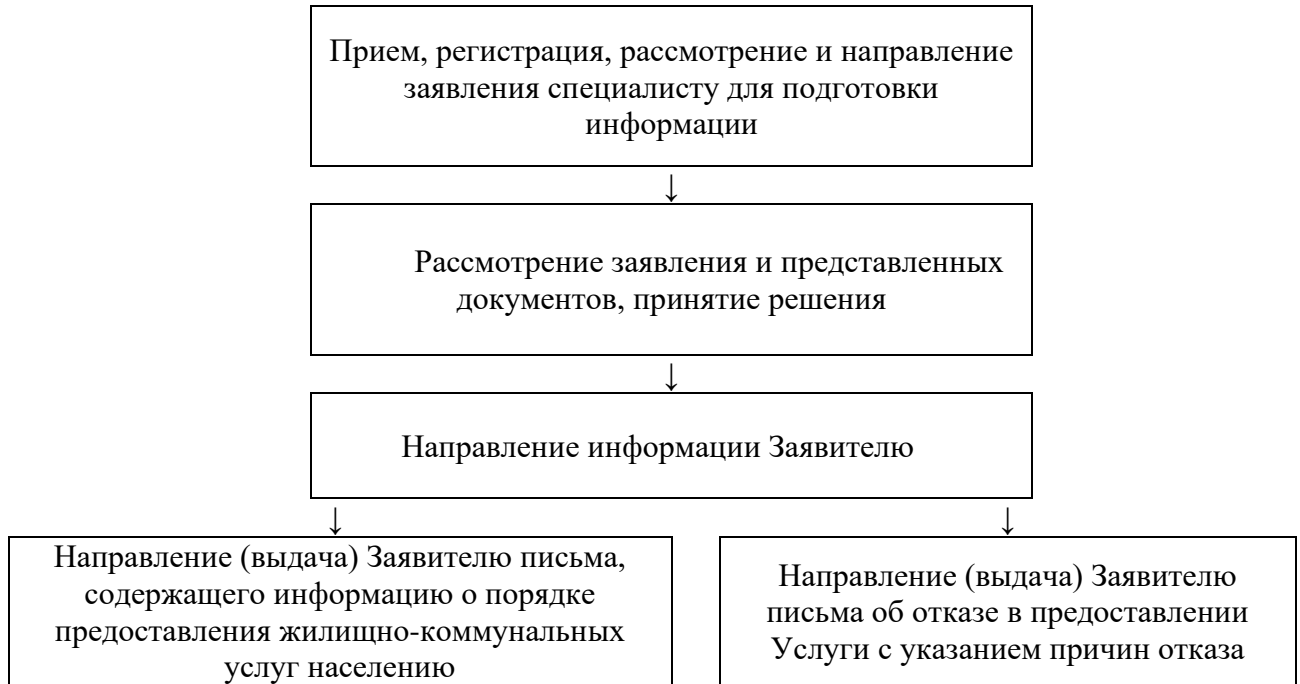 Прием, регистрация, рассмотрение и направление
заявления специалисту для подготовки
информации
↓
Рассмотрение заявления и представленных
документов, принятие решения
↓
Направление информации Заявителю
↓
↓
Направление (выдача) Заявителю письма,
содержащего информацию о порядке
предоставления жилищно-коммунальных
услуг населению
Направление (выдача) Заявителю
письма об отказе в предоставлении
Услуги с указанием причин отказа